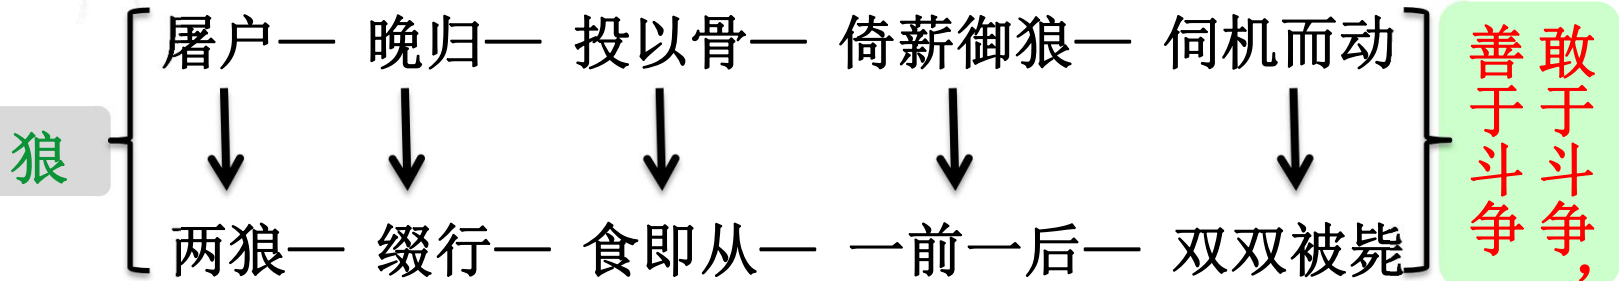 狼
屠户— 晚归— 投以骨— 倚薪御狼— 伺机而动
两狼— 缀行— 食即从— 一前一后— 双双被毙
敢于斗争，
善于斗争